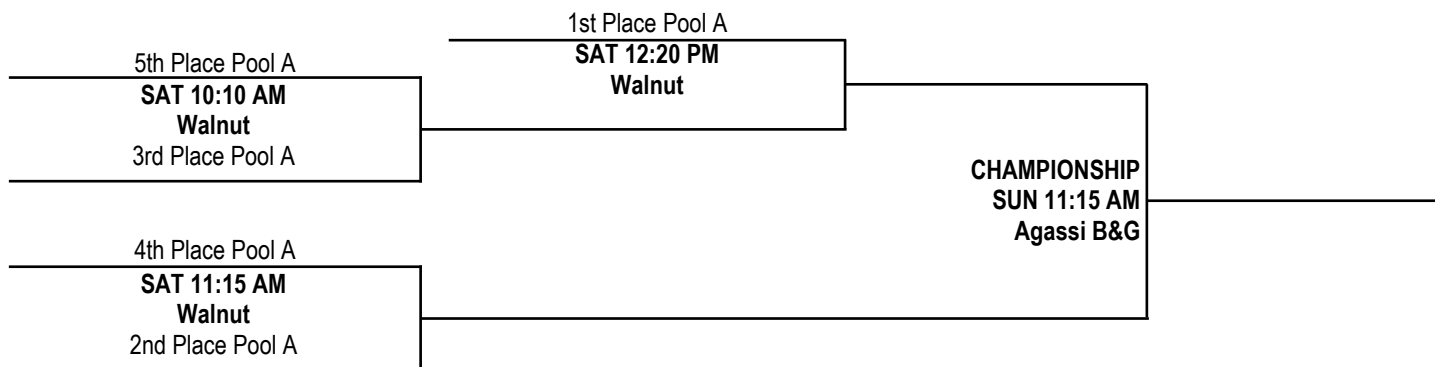 1st Place Pool A
SAT 12:20 PM
Walnut
5th Place Pool A
SAT 10:10 AM
Walnut
3rd Place Pool A
CHAMPIONSHIP
SUN 11:15 AM
Agassi B&G
4th Place Pool A
SAT 11:15 AM
Walnut
2nd Place Pool A